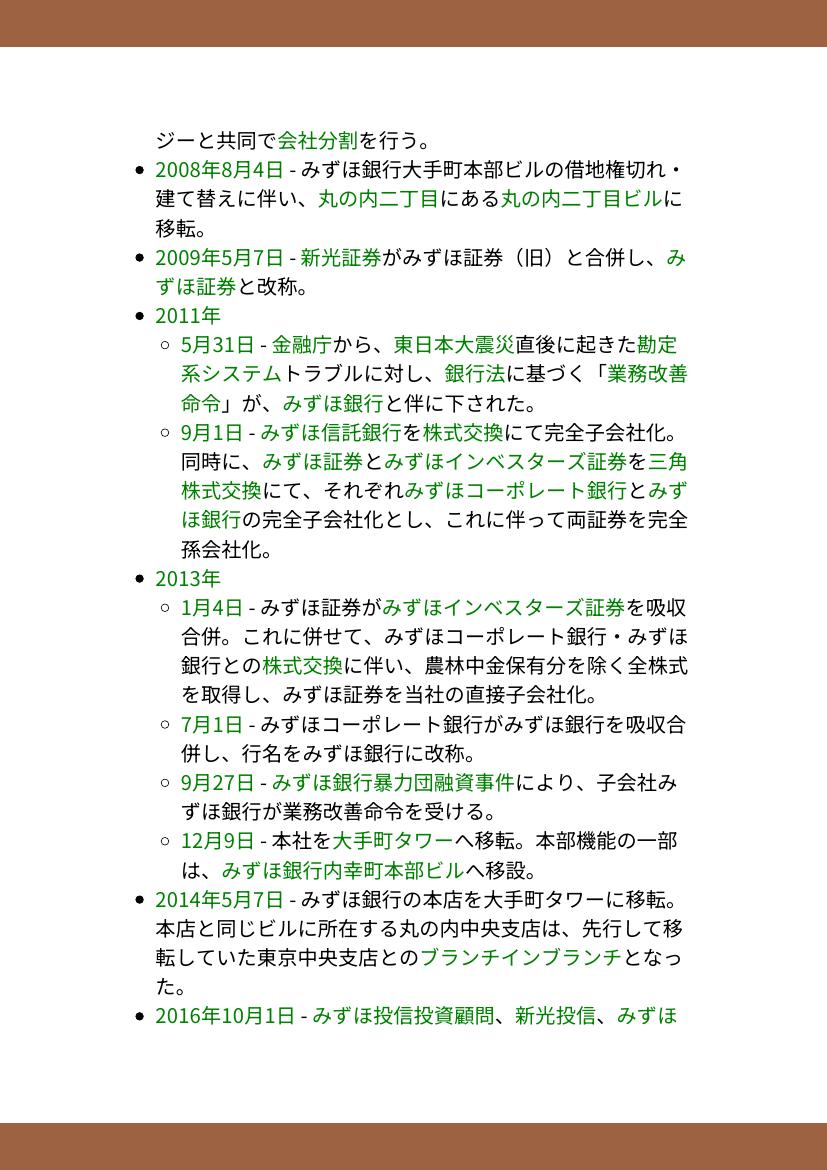 ジーと共同で会社分割を行う。
2008年8月4日 - みずほ銀行大手町本部ビルの借地権切れ・
建て替えに伴い、丸の内二丁目にある丸の内二丁目ビルに
移転。
2009年5月7日 - 新光証券がみずほ証券（旧）と合併し、み
ずほ証券と改称。
2011年
5月31日 - 金融庁から、東日本大震災直後に起きた勘定
系システムトラブルに対し、銀行法に基づく「業務改善
命令」が、みずほ銀行と伴に下された。
9月1日 - みずほ信託銀行を株式交換にて完全子会社化。
同時に、みずほ証券とみずほインベスターズ証券を三角
株式交換にて、それぞれみずほコーポレート銀行とみず
ほ銀行の完全子会社化とし、これに伴って両証券を完全
孫会社化。
2013年
1月4日 - みずほ証券がみずほインベスターズ証券を吸収
合併。これに併せて、みずほコーポレート銀行・みずほ
銀行との株式交換に伴い、農林中金保有分を除く全株式
を取得し、みずほ証券を当社の直接子会社化。
7月1日 - みずほコーポレート銀行がみずほ銀行を吸収合
併し、行名をみずほ銀行に改称。
9月27日 - みずほ銀行暴力団融資事件により、子会社み
ずほ銀行が業務改善命令を受ける。
12月9日 - 本社を大手町タワーへ移転。本部機能の一部
は、みずほ銀行内幸町本部ビルへ移設。
2014年5月7日 - みずほ銀行の本店を大手町タワーに移転。
本店と同じビルに所在する丸の内中央支店は、先行して移
転していた東京中央支店とのブランチインブランチとなっ
た。
2016年10月1日 - みずほ投信投資顧問、新光投信、みずほ